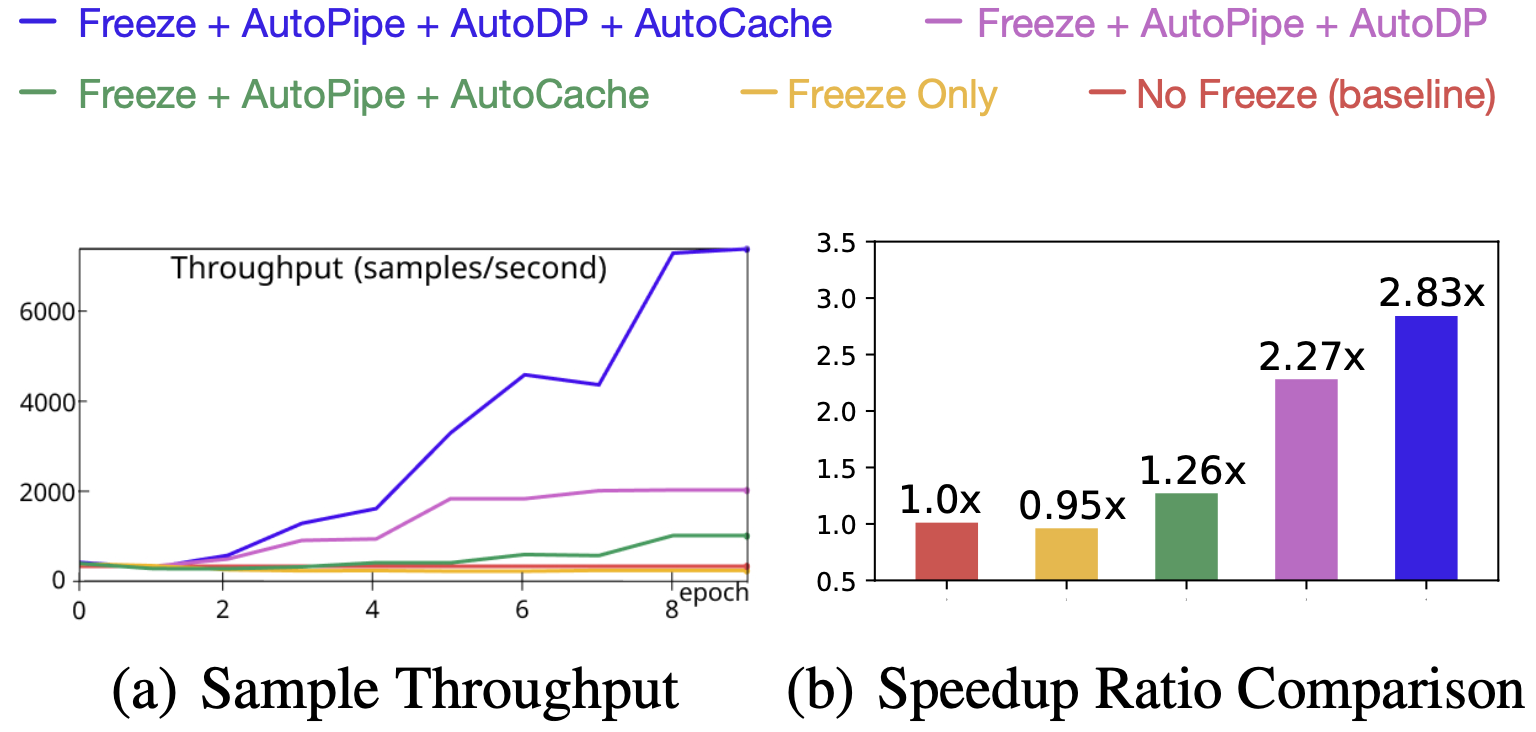 Freeze + AutoPipe + AutoDP + AutoCache
Freeze + AutoPipe + AutoDP
Freeze + AutoPipe + AutoCache
Freeze Only
No Freeze (baseline)
Throughput (samples/second)
6000
4000
2000
0
0
2
4
6
8
epoch
(a) Sample Throughput
3.5
3.0
2.5
2.0
1.5
1.0
0.5
1.0x
0.95x
1.26x
2.27x
2.83x
(b) Speedup Ratio Comparison